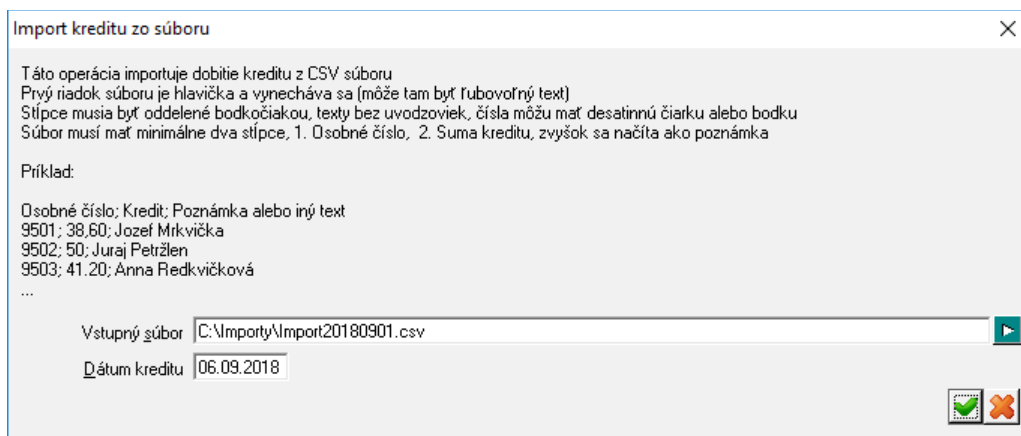 Import kreditu zo súboru
Táto operácia importuje dobitie kreditu z CSV súboru
Prvý riadok súboru je hlavička a vynecháva sa (môže tam byť ľubovoľný text)
Stĺpce musia byť oddelené bodkočiakou, texty bez uvodzoviek, čísla môžu mať desatinnú čiarku alebo bodku
Súbor musí mať minimálne dva stĺpce, 1. Osobné číslo, 2. Suma kreditu, zvyšok sa načíta ako poznámka
Príklad:
Osobné číslo; Kredit; Poznámka alebo iný text
9501; 38,60; Jozef Mrkvička
9502; 50; Juraj Petržlen
9503; 41.20; Anna Redkvičková
...
Vstupný súbor C:\Importy\Import20180901.csv
Dátum kreditu 06.09.2018